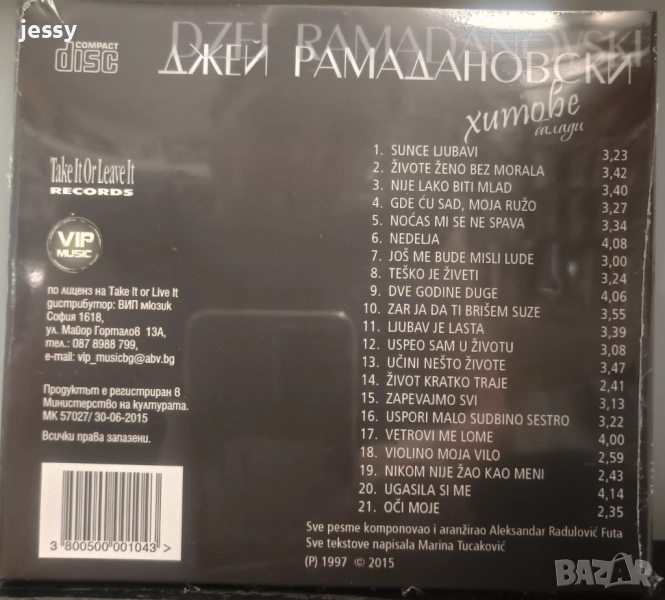 jessy
COMPACT
disc
DZEJ RAMADANOVSKI
ДЖЕЙ РАМАДАНОВСКИ
хитове
балади
Take It Or Leave It
RECORDS
VIP
MUSIC
по лиценз на Take It or Live It
дистрибутор: ВИП мюзик
София 1618,
ул. Майор Горталов 13А,
тел.: 087 8988 799,
e-mail: vip_musicbg@abv.bg
Продуктът е регистриран в
Министерство на културата.
МК 57027/ 30-06-2015
Всички права запазени.
1. SUNCE LJUBAVI 3,23
2. ŽIVOTE ŽENO BEZ MORALA 3,42
3. NIJE LAKO BITI MLAD 3,40
4. GDE ĆU SAD, MOJA RUŽO 3,27
5. NOĆAS MI SE NE SPAVA 3,34
6. NEDELJA 4,08
7. JOŠ ME BUDE MISLI LUDE 3,00
8. TEŠKO JE ŽIVETI 3,24
9. DVE GODINE DUGE 4,06
10. ZAR JA DA TI BRIŠEM SUZE 3,55
11. LJUBAV JE LASTA 3,39
12. USPEO SAM U ŽIVOTU 3,08
13. UČINI NEŠTO ŽIVOTE 3,47
14. ŽIVOT KRATKO TRAJE 2,41
15. ZAPEVAJMO SVI 3,13
16. USPORI MALO SUDBINO SESTRO 3,22
17. VETROVI ME LOME 4,00
18. VIOLINO MOJA VILO 2,59
19. NIKOM NIJE ŽAO KAO MENI 2,43
20. UGASILA SI ME 4,14
21. OČI MOJE 2,35
Sve pesme komponovao i aranžirao Aleksandar Radulović Futa
Sve tekstove napisala Marina Tucaković
(P) 1997 © 2015
3 800500 001043 >
BAZAR